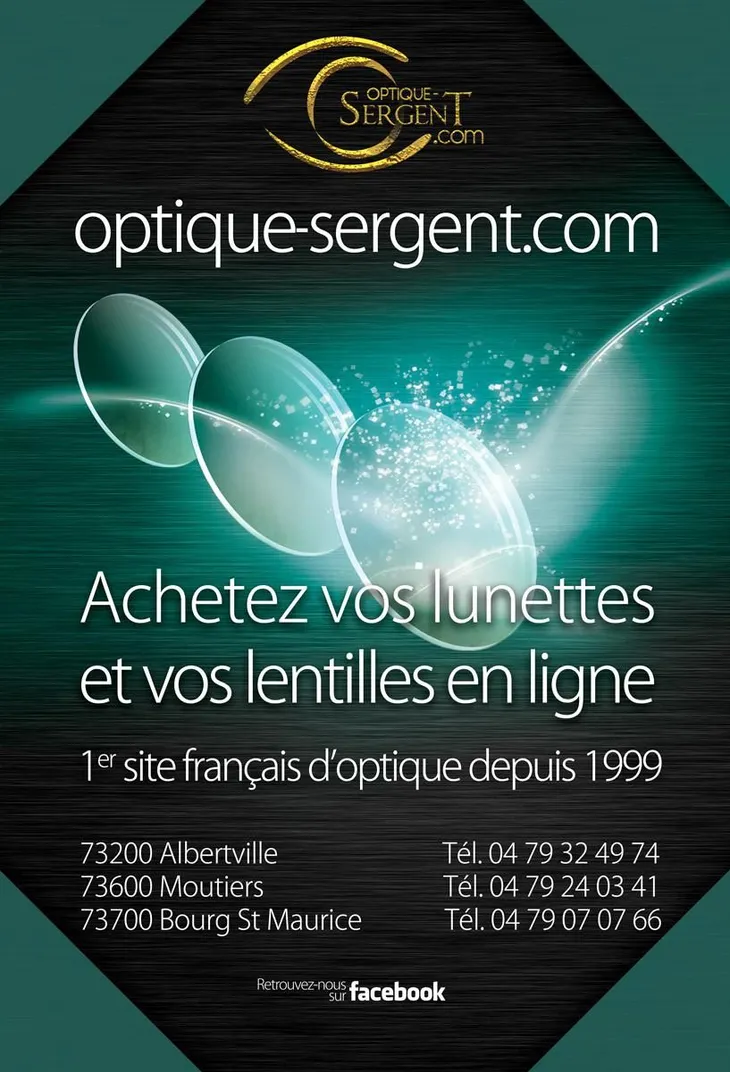 OPTIQUE-
SERGENT
.com
optique-sergent.com
Achetez vos lunettes
et vos lentilles en ligne
1er site français d'optique depuis 1999
73200 Albertville Tél. 04 79 32 49 74
73600 Moutiers Tél. 04 79 24 03 41
73700 Bourg St Maurice Tél. 04 79 07 07 66
Retrouvez-nous
sur facebook